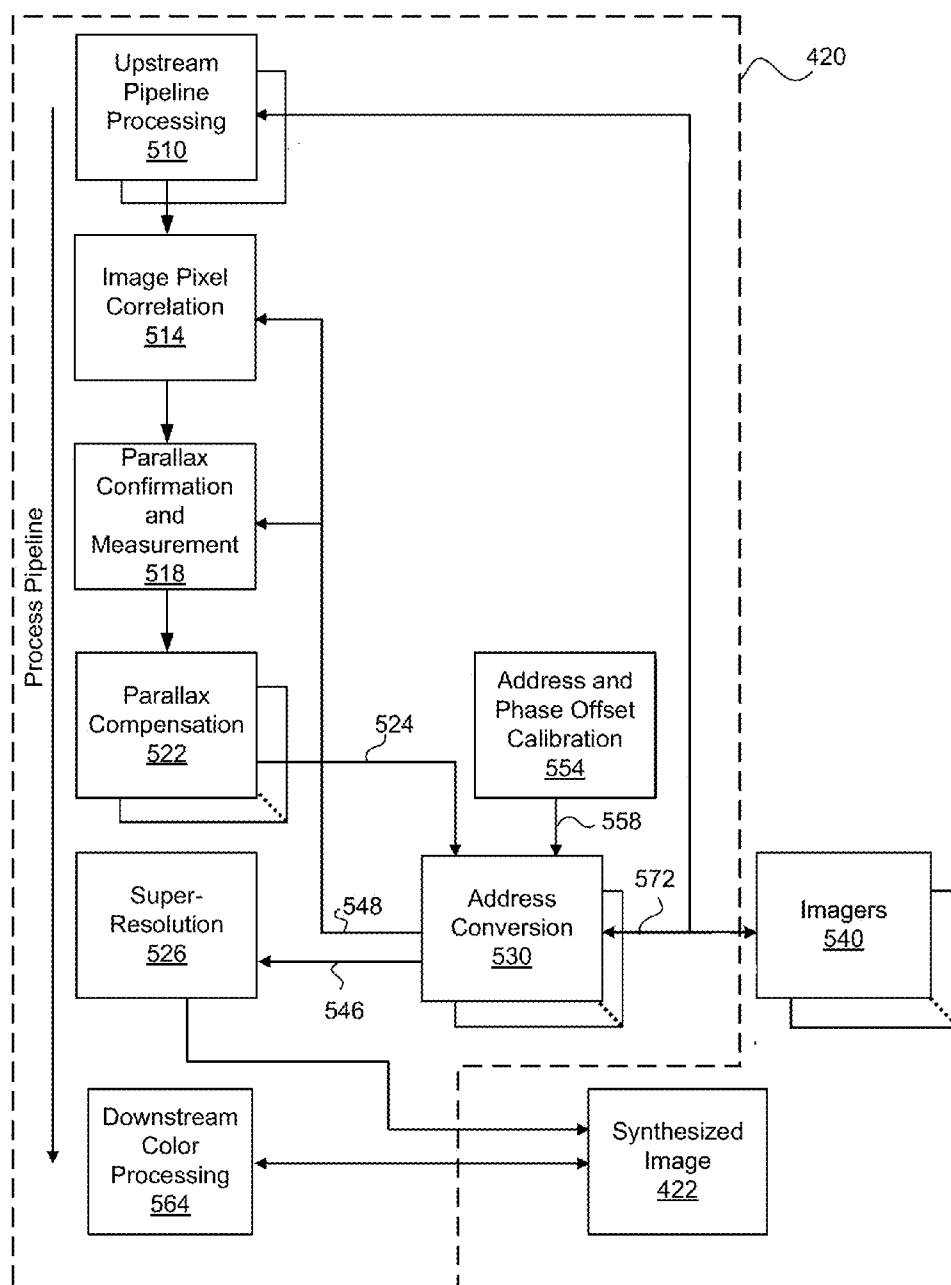 Upstream
Pipeline
Processing
510
420
Image Pixel
Correlation
514
Parallax
Confirmation
and
Measurement
518
Process Pipeline
Parallax
Compensation
522
524
Address and
Phase Offset
Calibration
554
558
Super-
Resolution
526
548
546
Address
Conversion
530
572
Imagers
540
Downstream
Color
Processing
564
Synthesized
Image
422